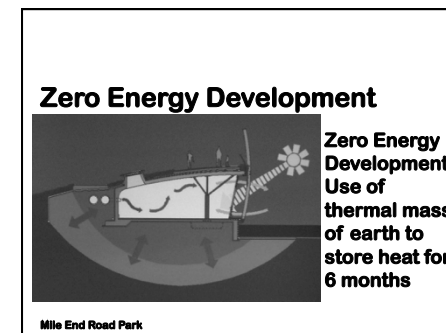 Zero Energy Development
Zero Energy
Development
Use of
thermal mass
of earth to
store heat for
6 months
Mile End Road Park